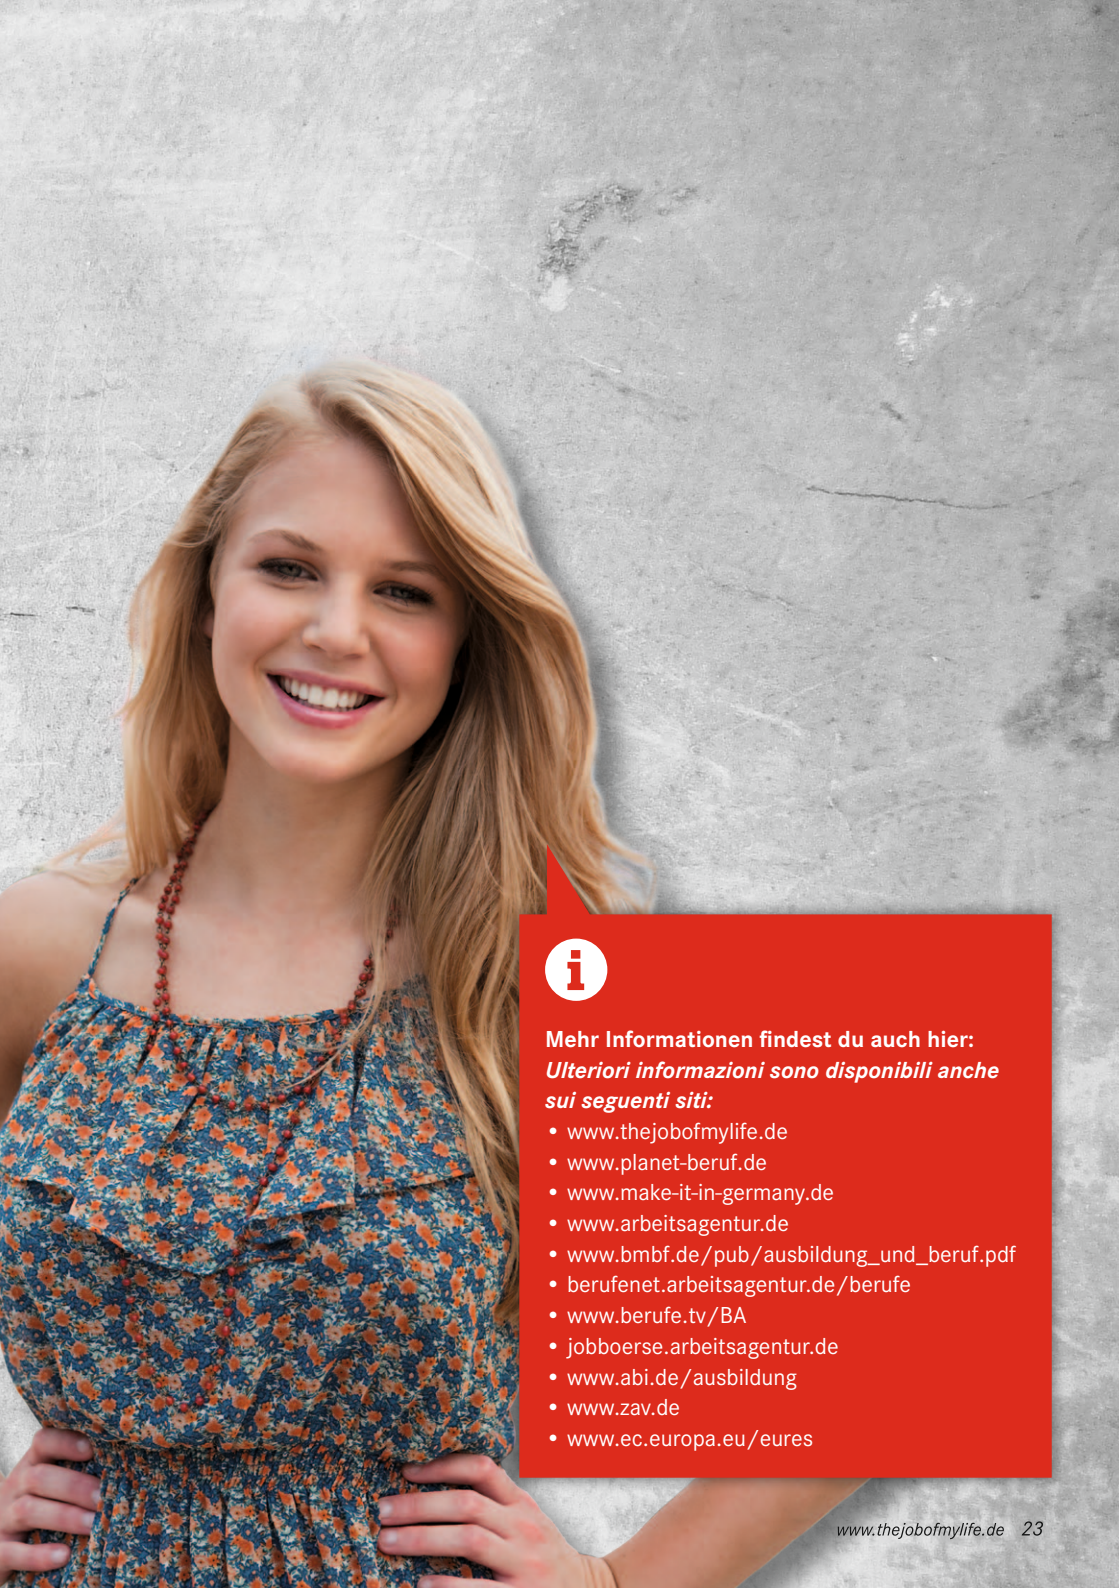 i
Mehr Informationen findest du auch hier:
Ulteriori informazioni sono disponibili anche
sui seguenti siti:
• www.thejobofmylife.de
• www.planet-beruf.de
• www.make-it-in-germany.de
• www.arbeitsagentur.de
• www.bmbf.de/pub/ausbildung_und_beruf.pdf
• berufenet.arbeitsagentur.de/berufe
• www.berufe.tv/BA
• jobboerse.arbeitsagentur.de
• www.abi.de/ausbildung
• www.zav.de
• www.ec.europa.eu/eures
www.thejobofmylife.de 23